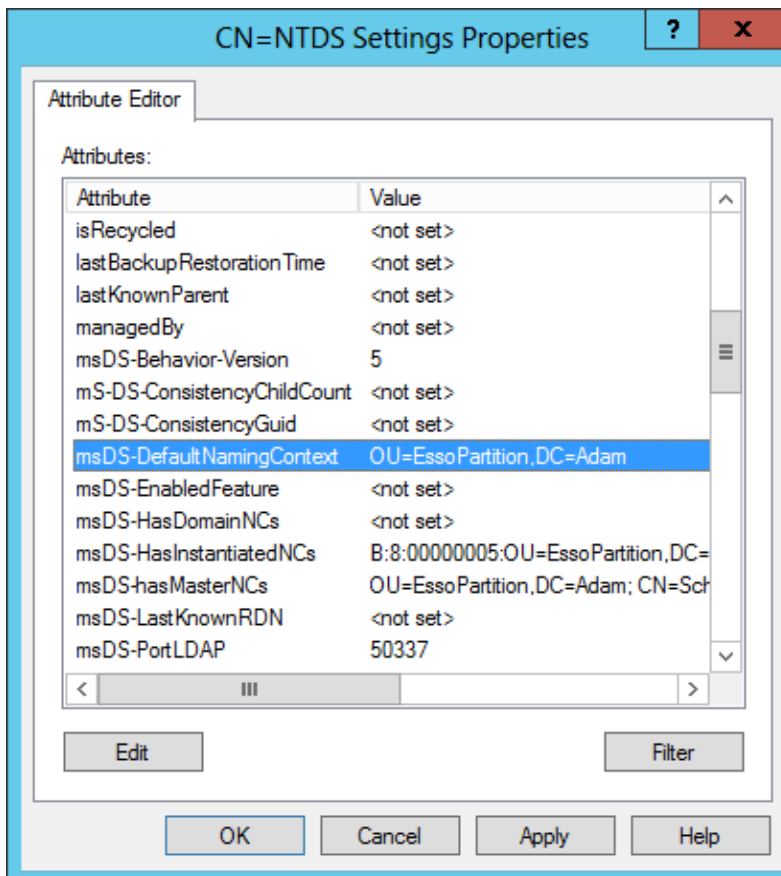 CN=NTDS Settings Properties
? x
Attribute Editor
Attributes:
Attribute Value
isRecycled <not set>
lastBackupRestorationTime <not set>
lastKnownParent <not set>
managedBy <not set>
msDS-Behavior-Version 5
mS-DS-ConsistencyChildCount <not set>
mS-DS-ConsistencyGuid <not set>
msDS-DefaultNamingContext OU=EssoPartition,DC=Adam
msDS-EnabledFeature <not set>
msDS-HasDomainNCs <not set>
msDS-HasInstantiatedNCs B:8:00000005:OU=EssoPartition,DC=
msDS-hasMasterNCs OU=EssoPartition,DC=Adam; CN=Sch
msDS-LastKnownRDN <not set>
msDS-PortLDAP 50337
Edit Filter
OK Cancel Apply Help